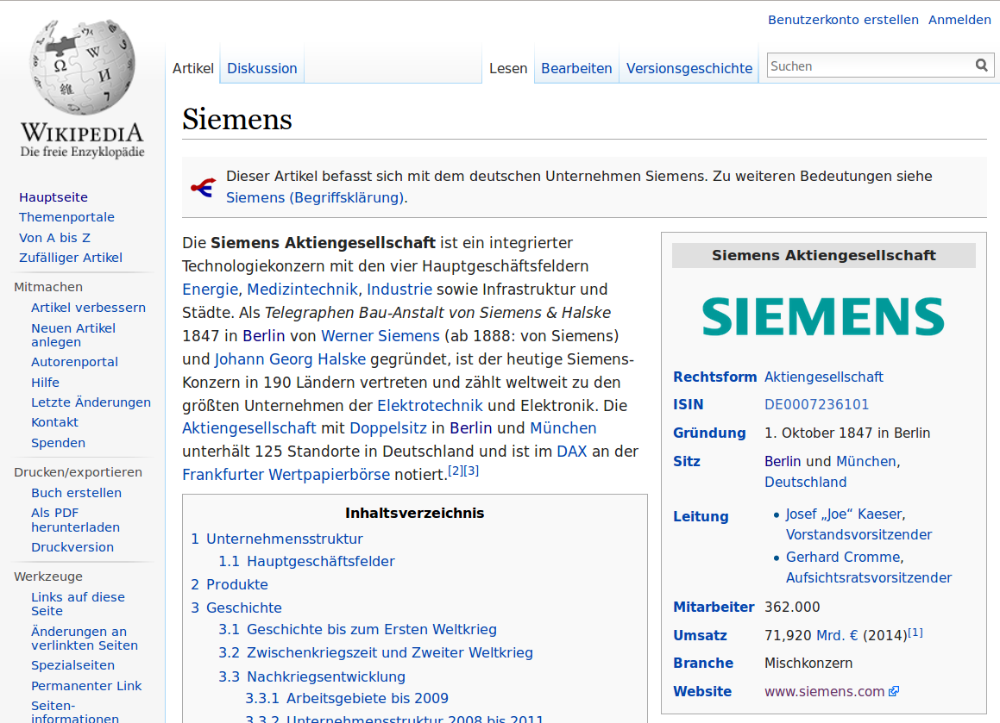 Benutzerkonto erstellen Anmelden
Artikel Diskussion Lesen Bearbeiten Versionsgeschichte Suchen
WIKIPEDIA
Die freie Enzyklopädie
Hauptseite
Themenportale
Von A bis Z
Zufälliger Artikel
Mitmachen
Artikel verbessern
Neuen Artikel
anlegen
Autorenportal
Hilfe
Letzte Änderungen
Kontakt
Spenden
Drucken/exportieren
Buch erstellen
Als PDF
herunterladen
Druckversion
Werkzeuge
Links auf diese
Seite
Änderungen an
verlinkten Seiten
Spezialseiten
Permanenter Link
Seiten-
informationen
Siemens
Dieser Artikel befasst sich mit dem deutschen Unternehmen Siemens. Zu weiteren Bedeutungen siehe
Siemens (Begriffsklärung).
Die Siemens Aktiengesellschaft ist ein integrierter
Technologiekonzern mit den vier Hauptgeschäftsfeldern
Energie, Medizintechnik, Industrie sowie Infrastruktur und
Städte. Als Telegraphen Bau-Anstalt von Siemens & Halske
1847 in Berlin von Werner Siemens (ab 1888: von Siemens)
und Johann Georg Halske gegründet, ist der heutige Siemens-
Konzern in 190 Ländern vertreten und zählt weltweit zu den
größten Unternehmen der Elektrotechnik und Elektronik. Die
Aktiengesellschaft mit Doppelsitz in Berlin und München
unterhält 125 Standorte in Deutschland und ist im DAX an der
Frankfurter Wertpapierbörse notiert.[2][3]
Inhaltsverzeichnis
1 Unternehmensstruktur
1.1 Hauptgeschäftsfelder
2 Produkte
3 Geschichte
3.1 Geschichte bis zum Ersten Weltkrieg
3.2 Zwischenkriegszeit und Zweiter Weltkrieg
3.3 Nachkriegsentwicklung
3.3.1 Arbeitsgebiete bis 2009
3.3.2 Unternehmensstruktur 2008 bis 2011
Siemens Aktiengesellschaft
SIEMENS
Rechtsform Aktiengesellschaft
ISIN DE0007236101
Gründung 1. Oktober 1847 in Berlin
Sitz Berlin und München,
Deutschland
Leitung • Josef „Joe“ Kaeser,
Vorstandsvorsitzender
• Gerhard Cromme,
Aufsichtsratsvorsitzender
Mitarbeiter 362.000
Umsatz 71,920 Mrd. € (2014)[1]
Branche Mischkonzern
Website www.siemens.com